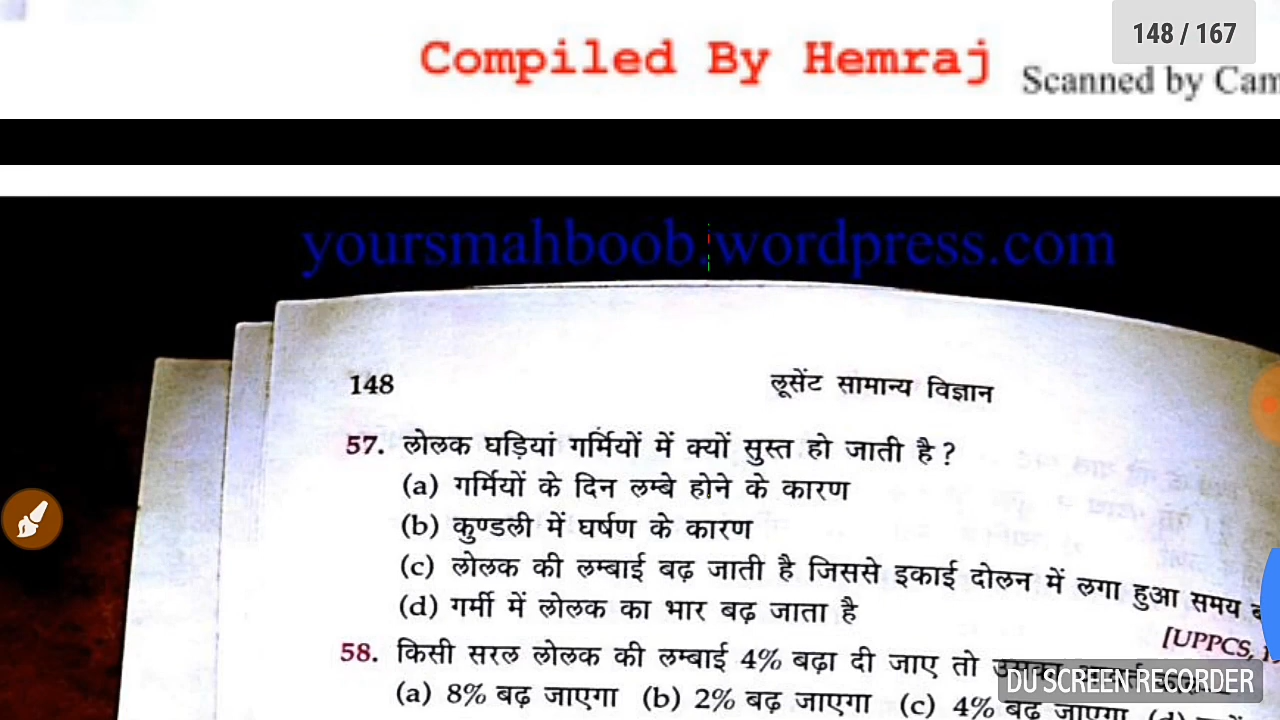 148 / 167
Compiled By Hemraj
Scanned by Cam
yoursmahboob.wordpress.com
148 लूसेंट सामान्य विज्ञान
57. लोलक घड़ियां गर्मियों में क्यों सुस्त हो जाती है ?
(a) गर्मियों के दिन लम्बे होने के कारण
(b) कुण्डली में घर्षण के कारण
(c) लोलक की लम्बाई बढ़ जाती है जिससे इकाई दोलन में लगा हुआ समय
(d) गर्मी में लोलक का भार बढ़ जाता है
[UPPCS,
58. किसी सरल लोलक की लम्बाई 4% बढ़ा दी जाए तो
DU SCREEN RECORDER
(a) 8% बढ़ जाएगा (b) 2% बढ़ जाएगा (c) 4% बढ़ जाएगा